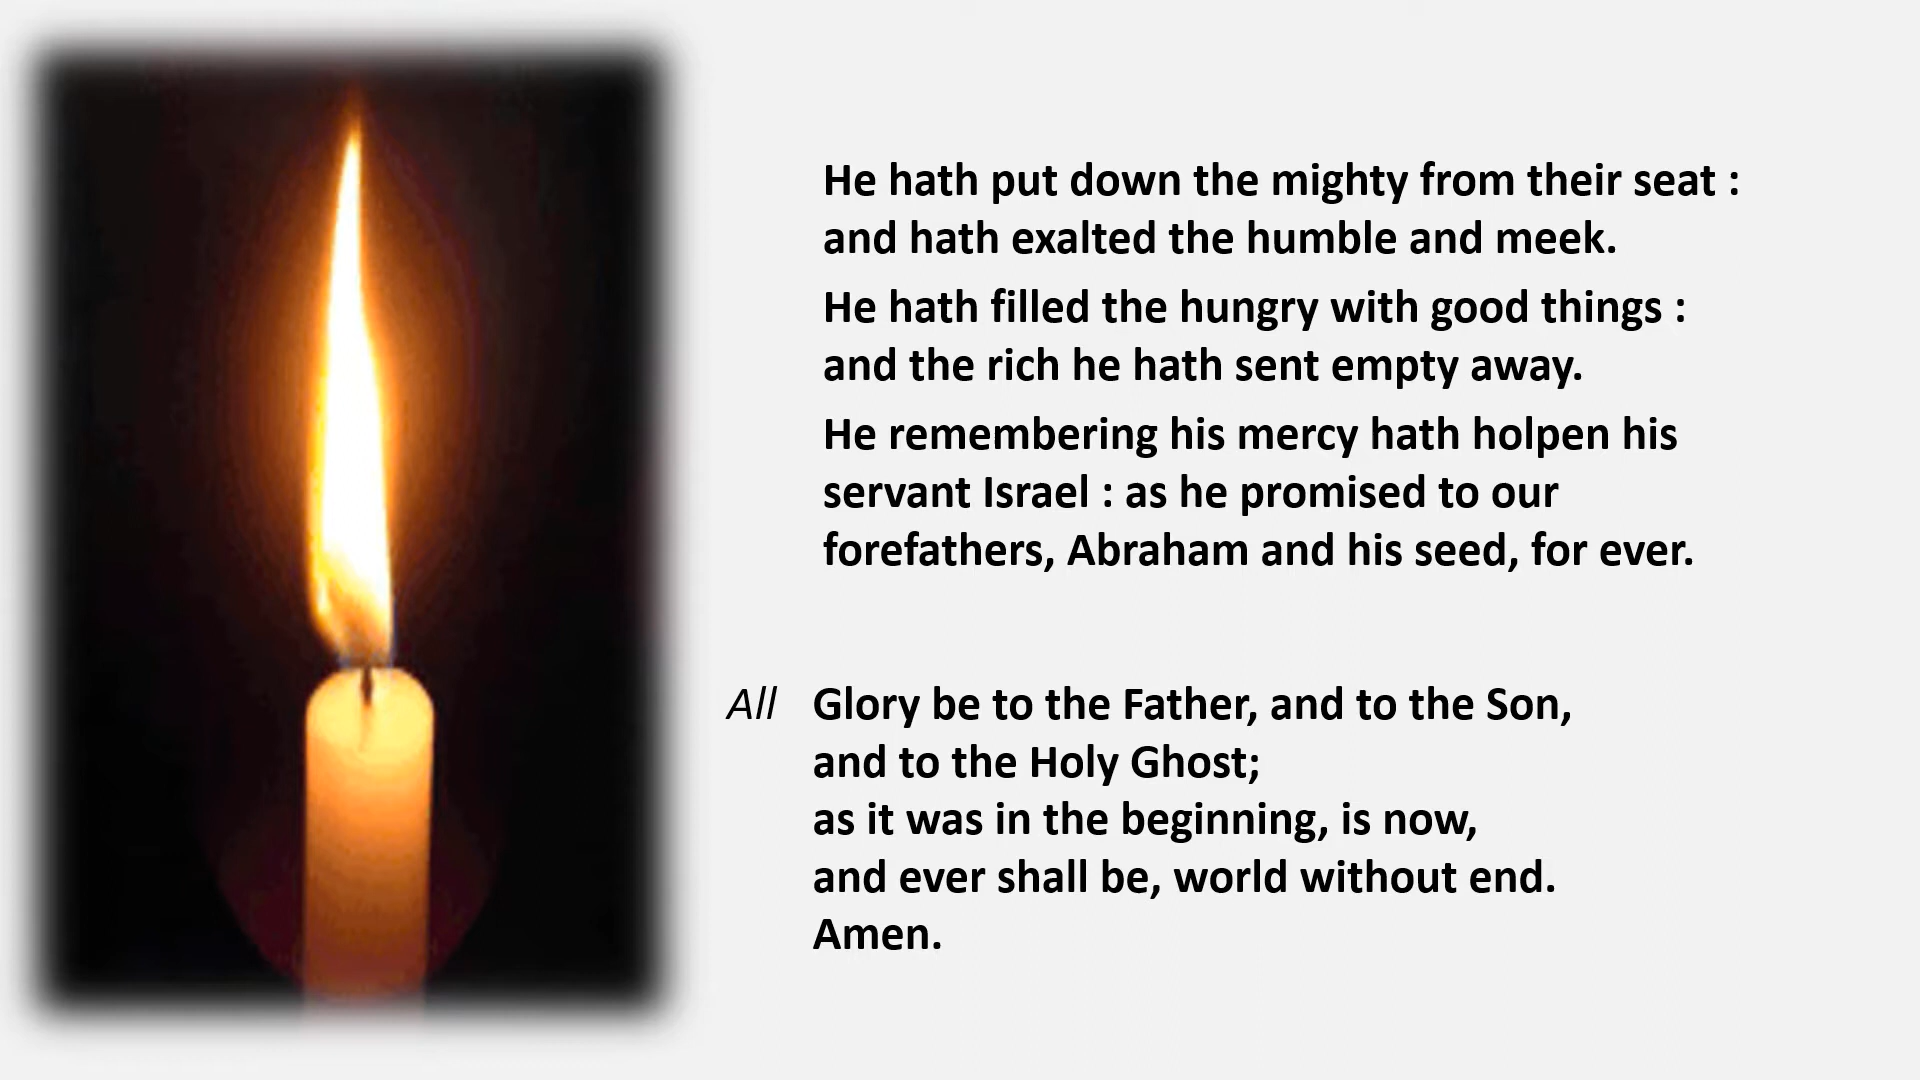 He hath put down the mighty from their seat :
and hath exalted the humble and meek.
He hath filled the hungry with good things :
and the rich he hath sent empty away.
He remembering his mercy hath holpen his
servant Israel : as he promised to our
forefathers, Abraham and his seed, for ever.
All Glory be to the Father, and to the Son,
and to the Holy Ghost;
as it was in the beginning, is now,
and ever shall be, world without end.
Amen.